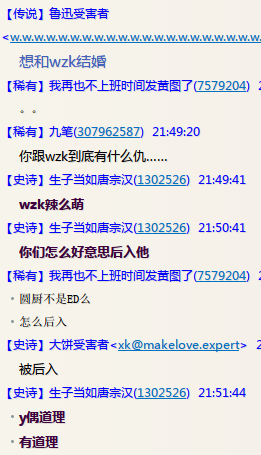 【传说】鲁迅受害者
<w.w.w.w.w.w.w.w.w.w.w.w.w.w.w.w.w.w.w.
想和wzk结婚
【稀有】我再也不上班时间发黄图了(7579204) 2
。。
【稀有】九笔(307962587) 21:49:20
你跟wzk到底有什么仇……
【史诗】生子当如唐宗汉(1302526) 21:49:41
wzk辣么萌
【史诗】生子当如唐宗汉(1302526) 21:50:41
你们怎么好意思后入他
【稀有】我再也不上班时间发黄图了(7579204) 2
• 圆厨不是ED么
• 怎么后入
【史诗】大饼受害者<xk@makelove.expert> 2
被后入
【史诗】生子当如唐宗汉(1302526) 21:51:44
• y偶道理
• 有道理